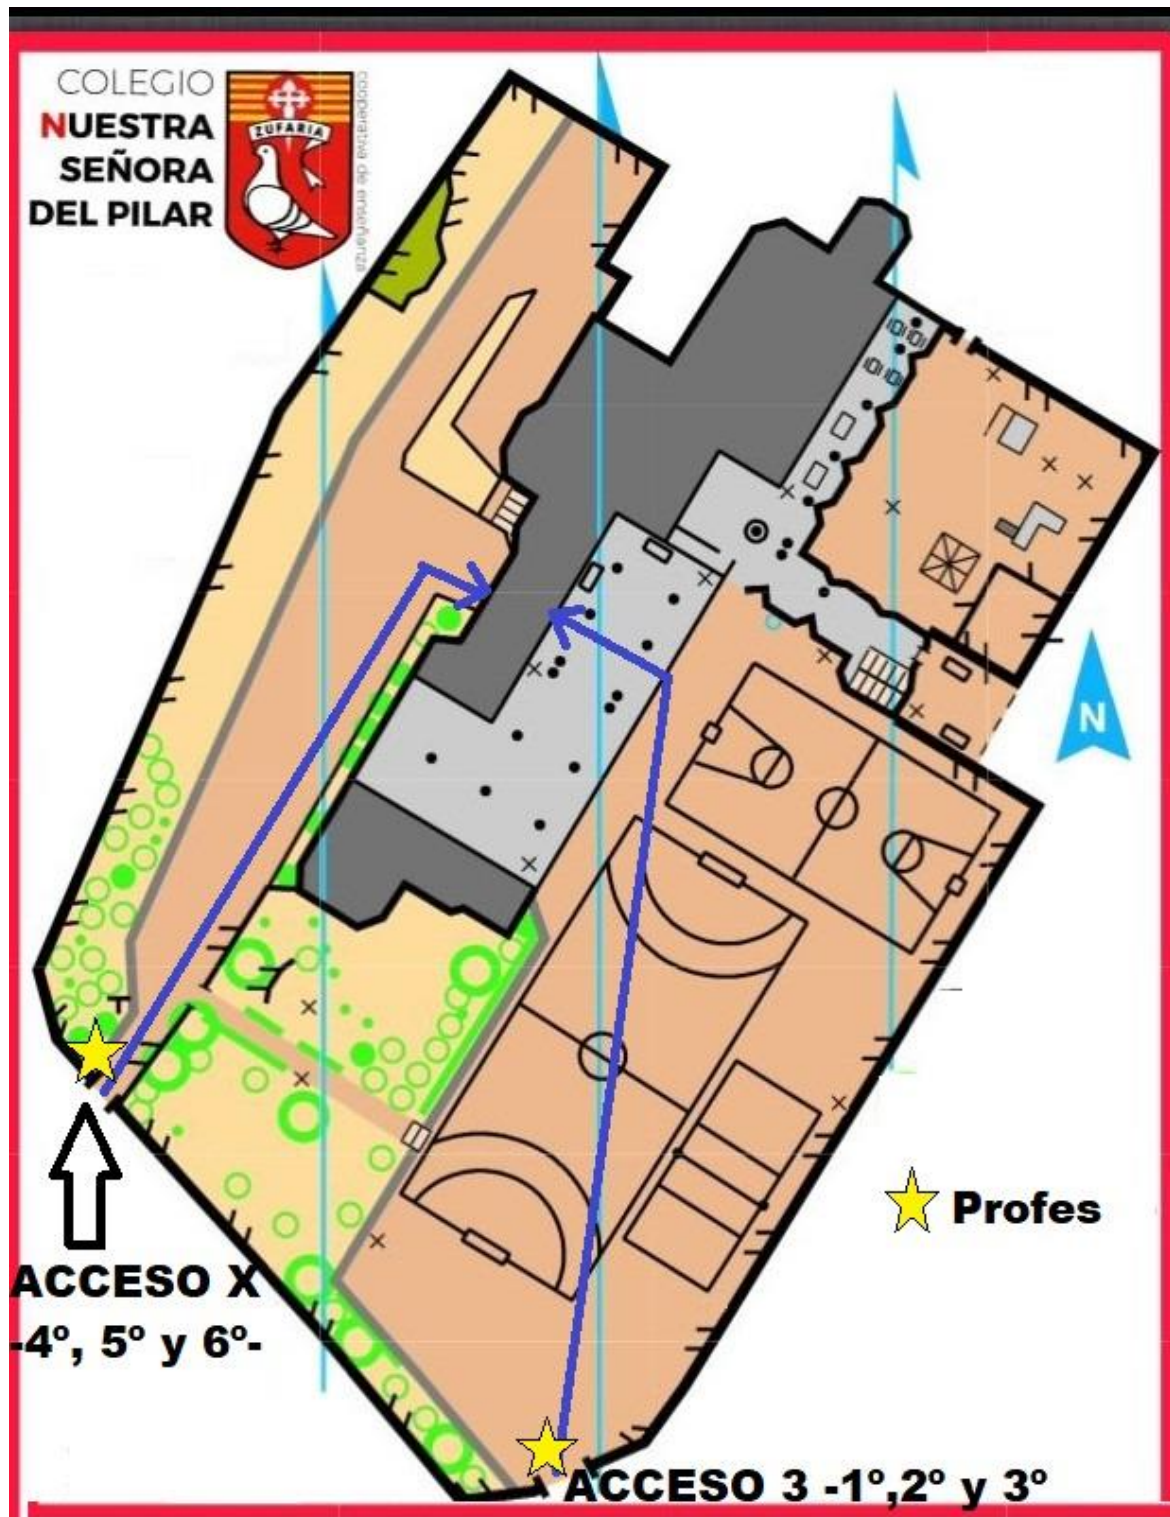 COLEGIO
NUESTRA
SEÑORA
DEL PILAR
ZUFARIA
cooperativa de enseñanza
N
Profes
ACCESO X
-4º, 5º y 6º-
ACCESO 3 -1º,2º y 3º